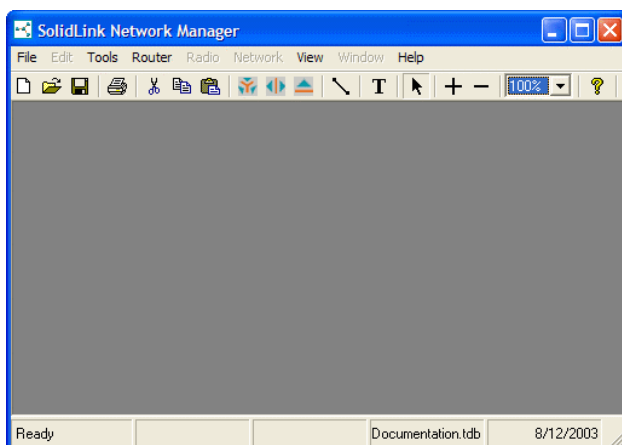 SolidLink Network Manager
File Edit Tools Router Radio Network View Window Help
T 100% ?
Ready Documentation.tdb 8/12/2003